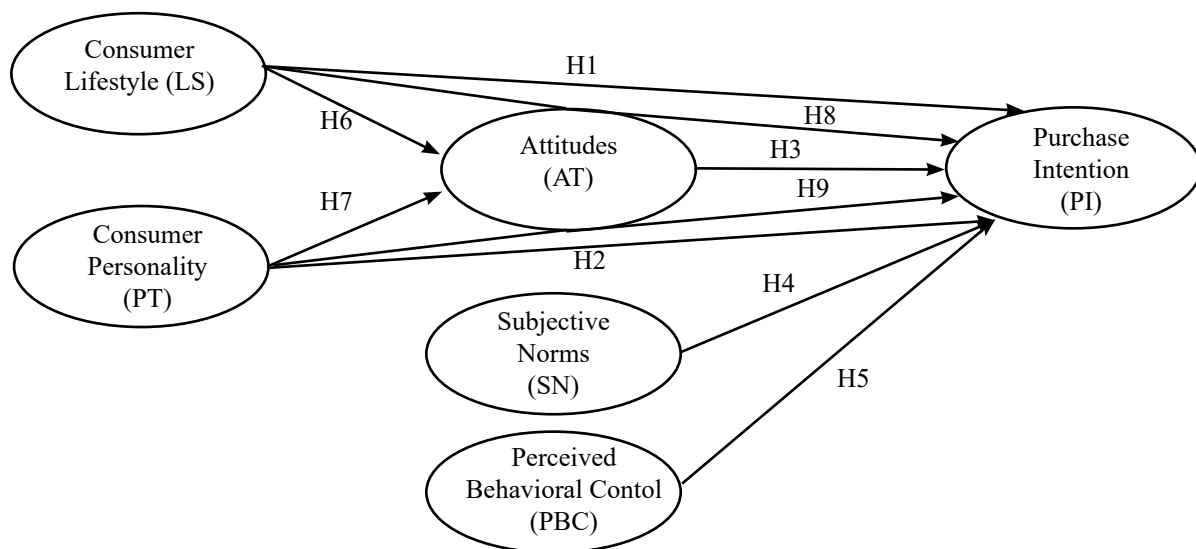 Consumer
Lifestyle (LS)
H1
H6
H8
Attitudes
(AT)
H3
Purchase
Intention
(PI)
H7
H9
Consumer
Personality
(PT)
H2
H4
Subjective
Norms
(SN)
H5
Perceived
Behavioral Contol
(PBC)